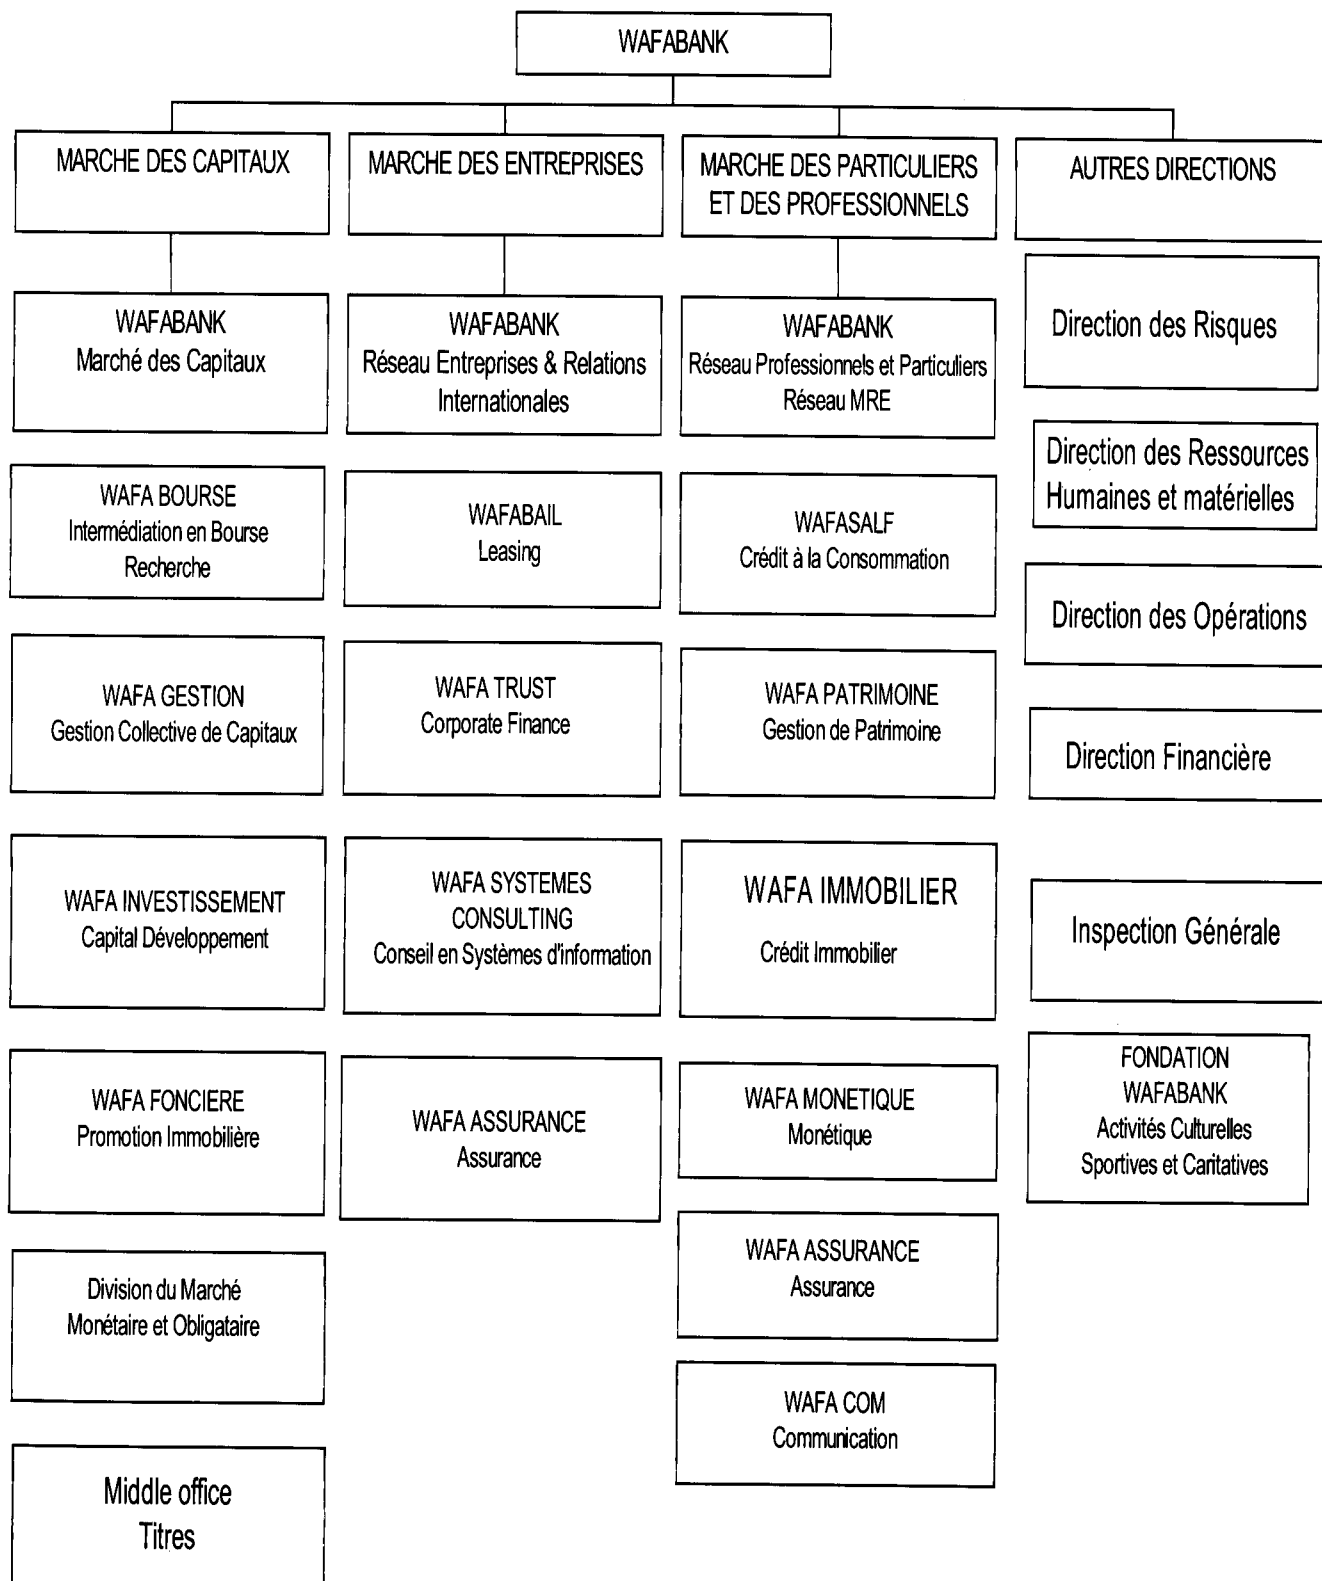 WAFABANK
MARCHE DES CAPITAUX
WAFABANK
Marché des Capitaux
WAFA BOURSE
Intermédiation en Bourse
Recherche
WAFA GESTION
Gestion Collective de Capitaux
WAFA INVESTISSEMENT
Capital Développement
WAFA FONCIERE
Promotion Immobilière
Division du Marché
Monétaire et Obligataire
Middle office
Titres
MARCHE DES ENTREPRISES
WAFABANK
Réseau Entreprises & Relations
Internationales
WAFABAIL
Leasing
WAFA TRUST
Corporate Finance
WAFA SYSTEMES
CONSULTING
Conseil en Systèmes d'information
WAFA ASSURANCE
Assurance
MARCHE DES PARTICULIERS
ET DES PROFESSIONNELS
WAFABANK
Réseau Professionnels et Particuliers
Réseau MRE
WAFASALF
Crédit à la Consommation
WAFA PATRIMOINE
Gestion de Patrimoine
WAFA IMMOBILIER
Crédit Immobilier
WAFA MONETIQUE
Monétique
WAFA ASSURANCE
Assurance
WAFA COM
Communication
AUTRES DIRECTIONS
Direction des Risques
Direction des Ressources
Humaines et matérielles
Direction des Opérations
Direction Financière
Inspection Générale
FONDATION
WAFABANK
Activités Culturelles
Sportives et Caritatives